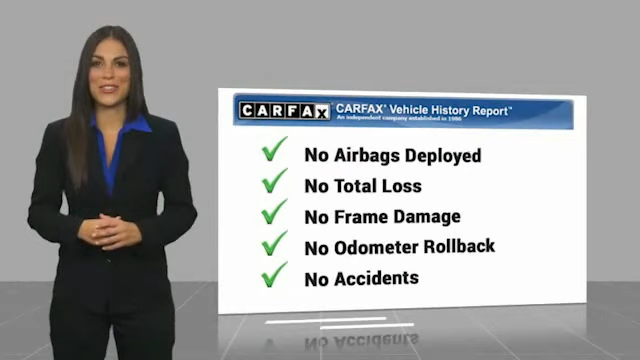 CARFAX CARFAX® Vehicle History Report™
An independent company established in 1986
No Airbags Deployed
No Total Loss
No Frame Damage
No Odometer Rollback
No Accidents